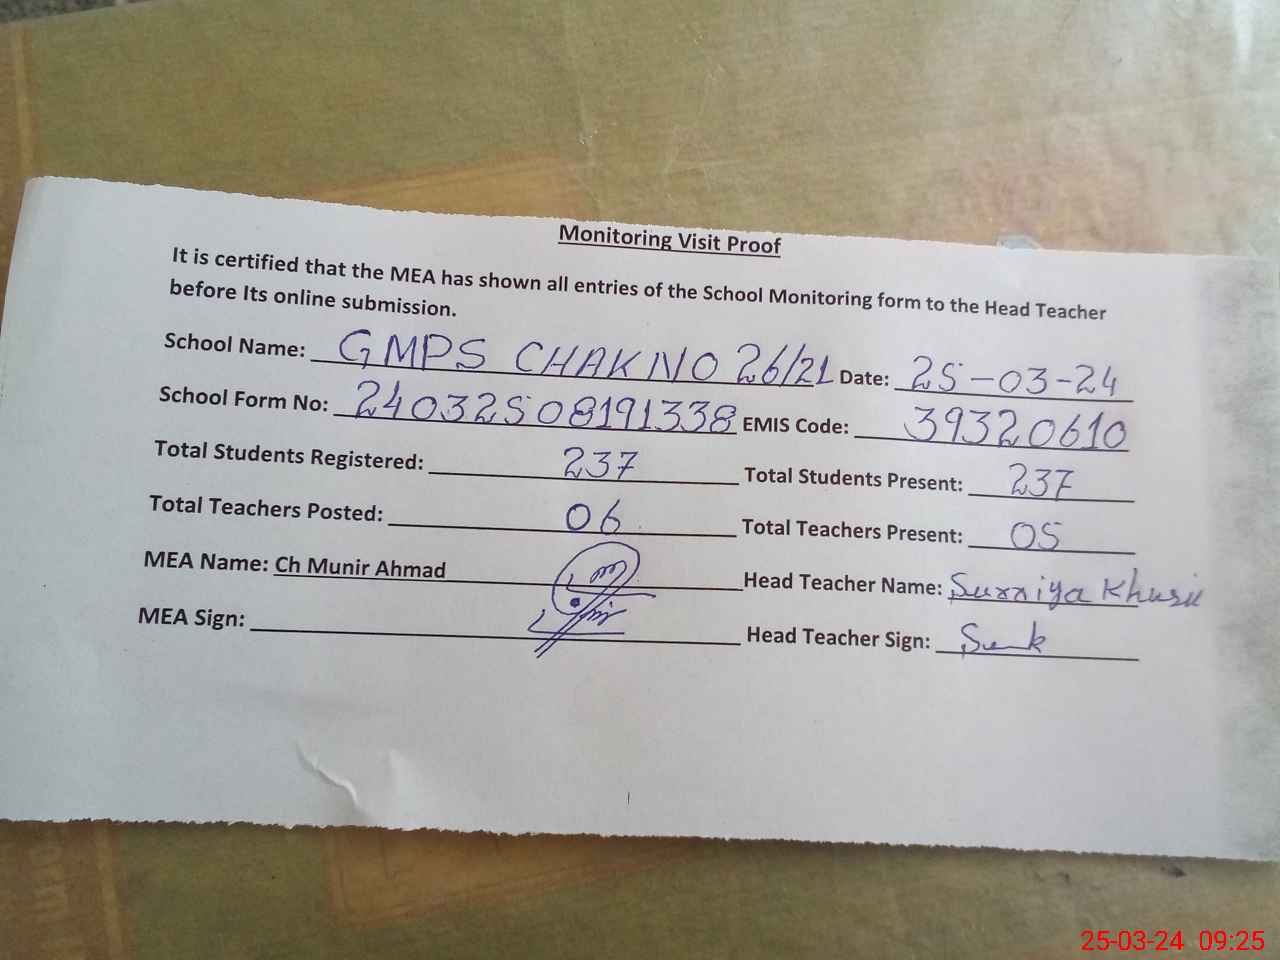 Monitoring Visit Proof
It is certified that the MEA has shown all entries of the School Monitoring form to the Head Teacher
before Its online submission.
School Name: GMPS CHAK NO 26/2L Date: 25-03-24
School Form No: 24032508191338 EMIS Code: 39320610
Total Students Registered: 237 Total Students Present: 237
Total Teachers Posted: 06 Total Teachers Present: 05
MEA Name: Ch Munir Ahmad Head Teacher Name: Surriya
MEA Sign: Head Teacher Sign:
25-03-24 09:25